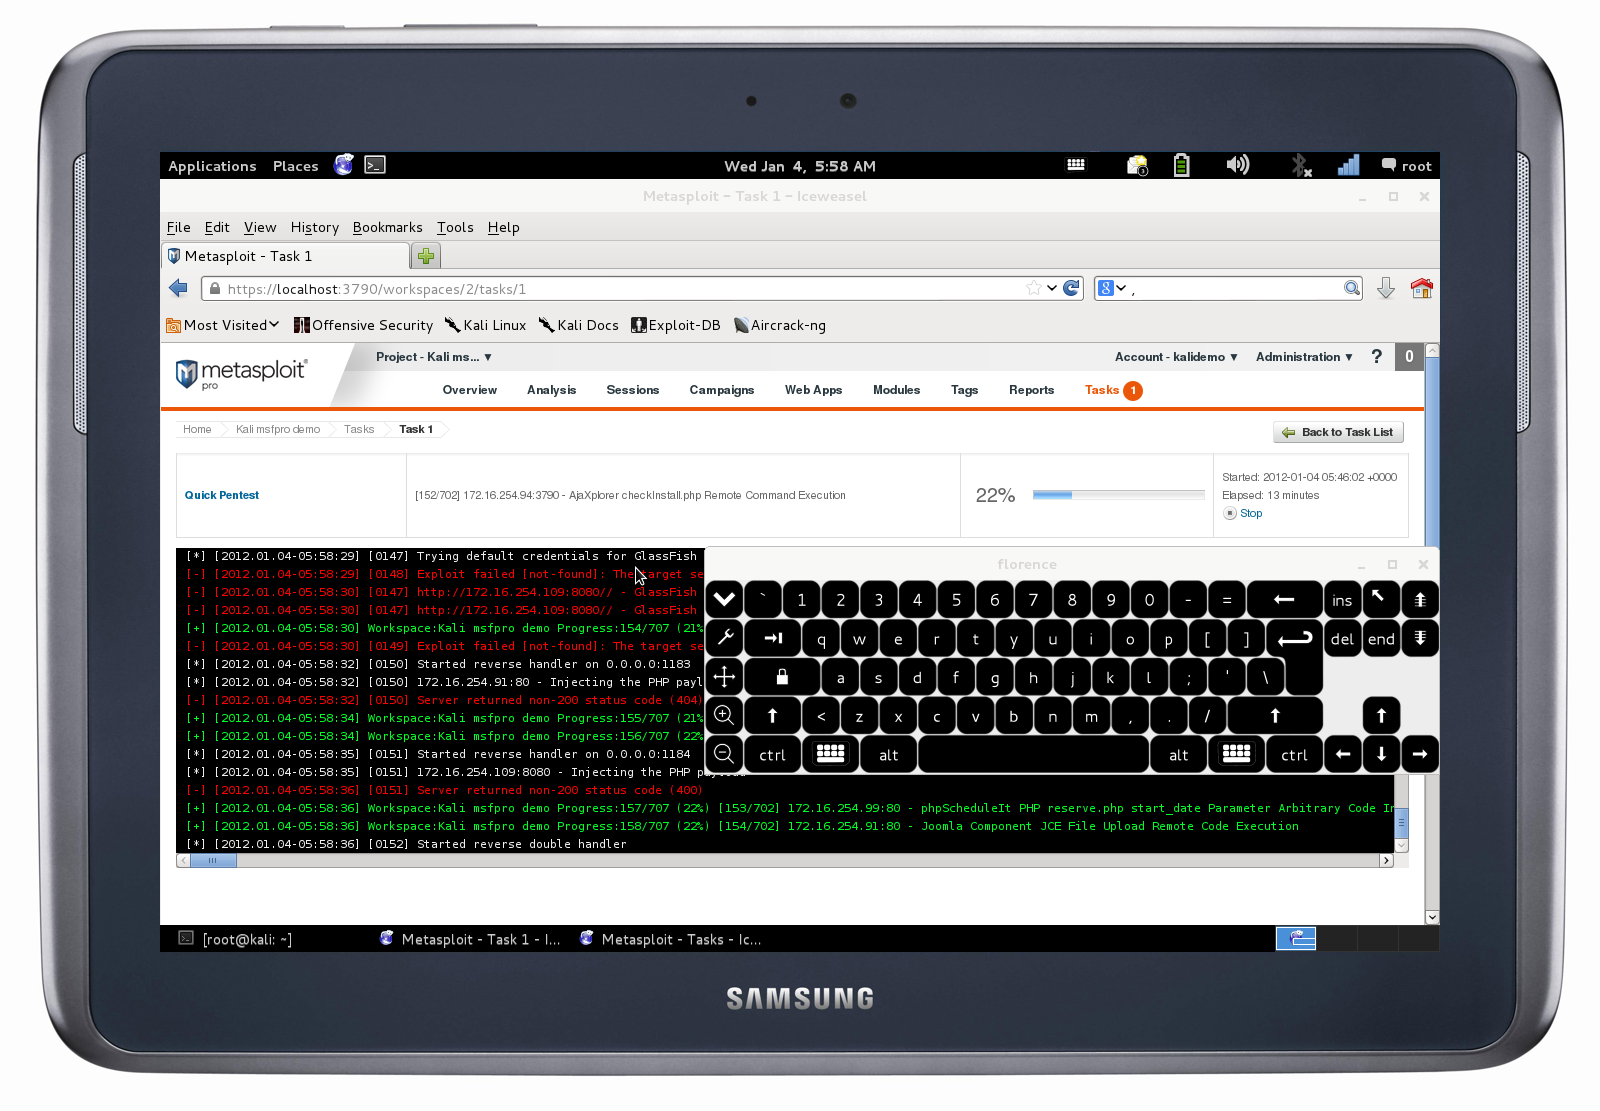 Applications Places Wed Jan 4, 5:58 AM root
Metasploit - Task 1 - Iceweasel
File Edit View History Bookmarks Tools Help
Metasploit - Task 1
https://localhost:3790/workspaces/2/tasks/1 8 ,
Most Visited Offensive Security Kali Linux Kali Docs Exploit-DB Aircrack-ng
metasploit® pro
Project - Kali ms... ▼ Account - kalidemo ▼ Administration ▼ ? 0
Overview Analysis Sessions Campaigns Web Apps Modules Tags Reports Tasks 1
Home Kali msfpro demo Tasks Task 1 Back to Task List
Quick Pentest
[152/702] 172.16.254.94:3790 - AjaXplorer checkInstall.php Remote Command Execution
22%
Started: 2012-01-04 05:46:02 +0000
Elapsed: 13 minutes
Stop
[*] [2012.01.04-05:58:29] [0147] Trying default credentials for GlassFish
[-] [2012.01.04-05:58:29] [0148] Exploit failed [not-found]: The target se
[-] [2012.01.04-05:58:30] [0147] http://172.16.254.109:8080// - GlassFish
[-] [2012.01.04-05:58:30] [0147] http://172.16.254.109:8080// - GlassFish
[+] [2012.01.04-05:58:30] Workspace:Kali msfpro demo Progress:154/707 (21%
[-] [2012.01.04-05:58:30] [0149] Exploit failed [not-found]: The target se
[*] [2012.01.04-05:58:32] [0150] Started reverse handler on 0.0.0.0:1183
[*] [2012.01.04-05:58:32] [0150] 172.16.254.91:80 - Injecting the PHP payl
[-] [2012.01.04-05:58:34] [0150] Server returned non-200 status code (404)
[+] [2012.01.04-05:58:34] Workspace:Kali msfpro demo Progress:155/707 (21%
[+] [2012.01.04-05:58:34] Workspace:Kali msfpro demo Progress:156/707 (22%
[*] [2012.01.04-05:58:35] [0151] Started reverse handler on 0.0.0.0:1184
[*] [2012.01.04-05:58:35] [0151] 172.16.254.109:8080 - Injecting the PHP payload
[-] [2012.01.04-05:58:36] [0151] Server returned non-200 status code (400)
[+] [2012.01.04-05:58:36] Workspace:Kali msfpro demo Progress:157/707 (22%) [153/702] 172.16.254.99:80 - phpScheduleIt PHP reserve.php start_date Parameter Arbitrary Code In
[+] [2012.01.04-05:58:36] Workspace:Kali msfpro demo Progress:158/707 (22%) [154/702] 172.16.254.91:80 - Joomla Component JCE File Upload Remote Code Execution
[*] [2012.01.04-05:58:36] [0152] Started reverse double handler
florence
` 1 2 3 4 5 6 7 8 9 0 - = ← ins ↖ ⇞
q w e r t y u i o p [ ] del end ⇟
a s d f g h j k l ; ' \
↑ < z x c v b n m , . / ↑ ↑
ctrl alt alt ctrl ← ↓ →
[root@kali: ~] Metasploit - Task 1 - I... Metasploit - Tasks - Ic...
SAMSUNG